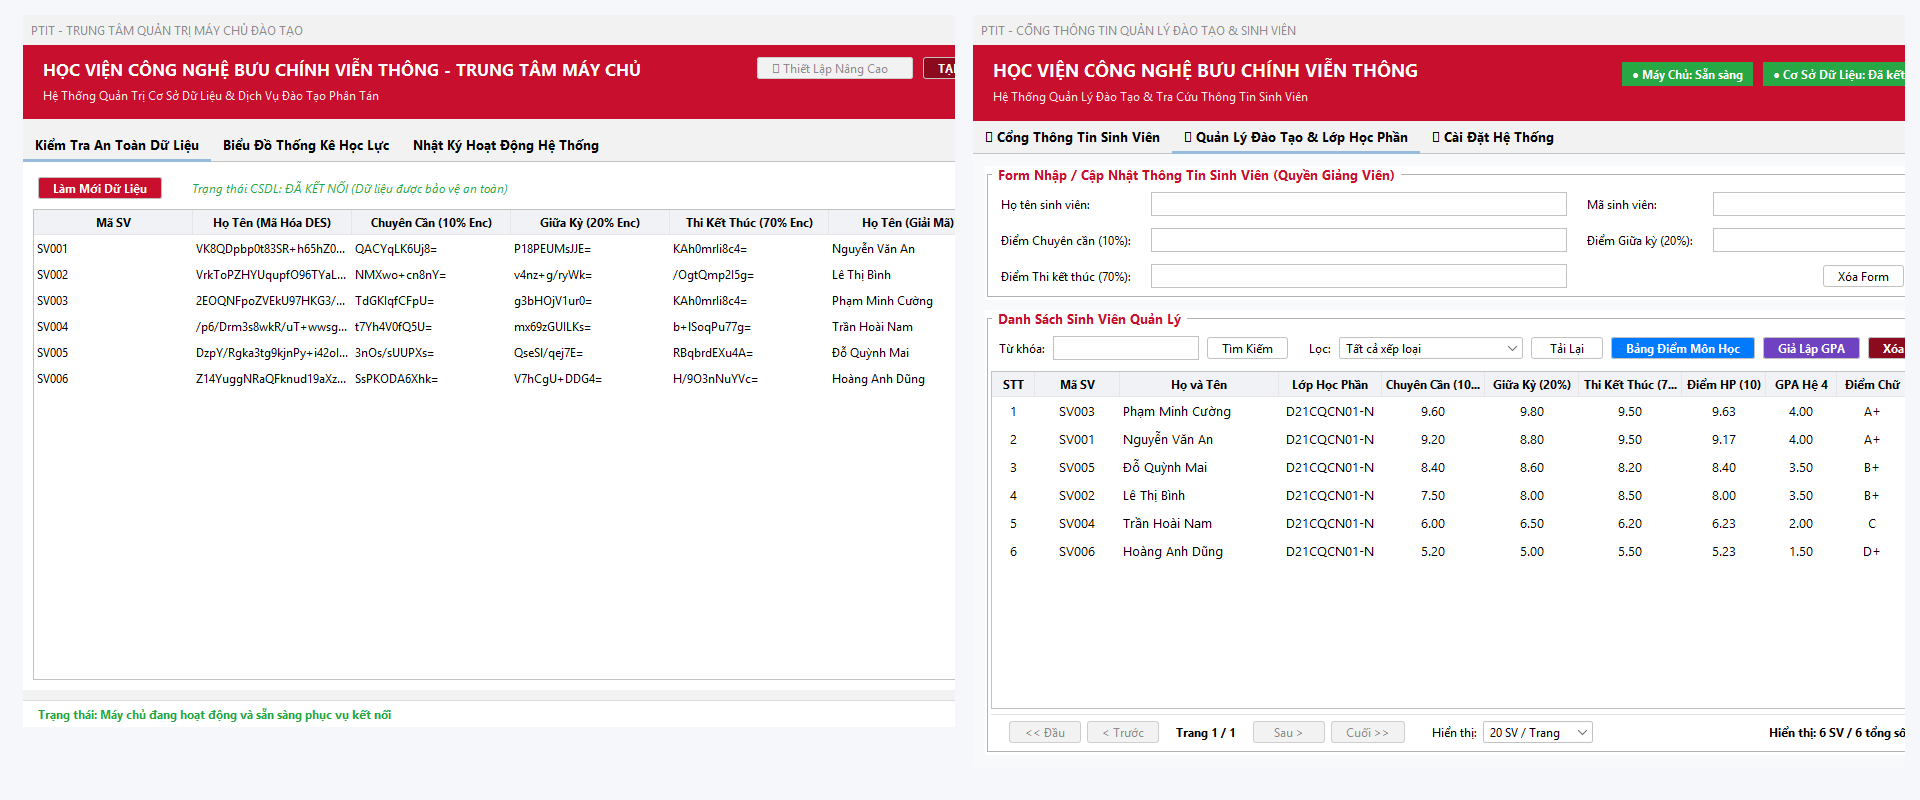 PTIT - TRUNG TÂM QUẢN TRỊ MÁY CHỦ ĐÀO TẠO
HỌC VIỆN CÔNG NGHỆ BƯU CHÍNH VIỄN THÔNG - TRUNG TÂM MÁY CHỦ
Hệ Thống Quản Trị Cơ Sở Dữ Liệu & Dịch Vụ Đào Tạo Phân Tán
Thiết Lập Nâng Cao
Kiểm Tra An Toàn Dữ Liệu Biểu Đồ Thống Kê Học Lực Nhật Ký Hoạt Động Hệ Thống
Làm Mới Dữ Liệu Trạng thái CSDL: ĐÃ KẾT NỐI (Dữ liệu được bảo vệ an toàn)
Mã SV Họ Tên (Mã Hóa DES) Chuyên Cần (10% Enc) Giữa Kỳ (20% Enc) Thi Kết Thúc (70% Enc) Họ Tên (Giải Mã)
SV001 VK8QDpbp0t83SR+h65hZ0... QACYqLK6Uj8= P18PEUMsJJE= KAh0mrli8c4= Nguyễn Văn An
SV002 VrkToPZHYUqupfO96TYaL... NMXwo+cn8nY= v4nz+g/ryWk= /OgtQmp2I5g= Lê Thị Bình
SV003 2EOQNFpoZVEkU97HKG3/... TdGKlqfCFpU= g3bHOjV1ur0= KAh0mrli8c4= Phạm Minh Cường
SV004 /p6/Drm3s8wkR/uT+wwsg... t7Yh4V0fQ5U= mx69zGUILKs= b+ISoqPu77g= Trần Hoài Nam
SV005 DzpY/Rgka3tg9kjnPy+i42oI... 3nOs/sUUPXs= QseSI/qej7E= RBqbrdEXu4A= Đỗ Quỳnh Mai
SV006 Z14YuggNRaQFknud19aXz... SsPKODA6Xhk= V7hCgU+DDG4= H/9O3nNuYVc= Hoàng Anh Dũng
Trạng thái: Máy chủ đang hoạt động và sẵn sàng phục vụ kết nối
PTIT - CỔNG THÔNG TIN QUẢN LÝ ĐÀO TẠO & SINH VIÊN
HỌC VIỆN CÔNG NGHỆ BƯU CHÍNH VIỄN THÔNG
Hệ Thống Quản Lý Đào Tạo & Tra Cứu Thông Tin Sinh Viên
● Máy Chủ: Sẵn sàng ● Cơ Sở Dữ Liệu: Đã kết
Cổng Thông Tin Sinh Viên Quản Lý Đào Tạo & Lớp Học Phần Cài Đặt Hệ Thống
Form Nhập / Cập Nhật Thông Tin Sinh Viên (Quyền Giảng Viên)
Họ tên sinh viên: Mã sinh viên:
Điểm Chuyên cần (10%): Điểm Giữa kỳ (20%):
Điểm Thi kết thúc (70%): Xóa Form
Danh Sách Sinh Viên Quản Lý
Từ khóa: Tìm Kiếm Lọc: Tất cả xếp loại Tải Lại Bảng Điểm Môn Học Giả Lập GPA Xóa
STT Mã SV Họ và Tên Lớp Học Phần Chuyên Cần (10... Giữa Kỳ (20%) Thi Kết Thúc (7... Điểm HP (10) GPA Hệ 4 Điểm Chữ
1 SV003 Phạm Minh Cường D21CQCN01-N 9.60 9.80 9.50 9.63 4.00 A+
2 SV001 Nguyễn Văn An D21CQCN01-N 9.20 8.80 9.50 9.17 4.00 A+
3 SV005 Đỗ Quỳnh Mai D21CQCN01-N 8.40 8.60 8.20 8.40 3.50 B+
4 SV002 Lê Thị Bình D21CQCN01-N 7.50 8.00 8.50 8.00 3.50 B+
5 SV004 Trần Hoài Nam D21CQCN01-N 6.00 6.50 6.20 6.23 2.00 C
6 SV006 Hoàng Anh Dũng D21CQCN01-N 5.20 5.00 5.50 5.23 1.50 D+
<< Đầu < Trước Trang 1 / 1 Sau > Cuối >> Hiển thị: 20 SV / Trang Hiển thị: 6 SV / 6 tổng số